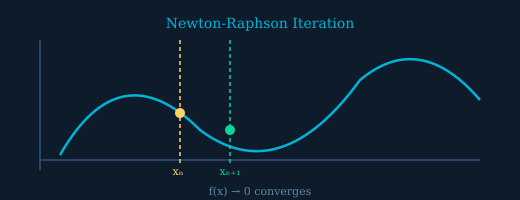 Newton-Raphson Iteration
xₙ xₙ₊₁
f(x) → 0 converges